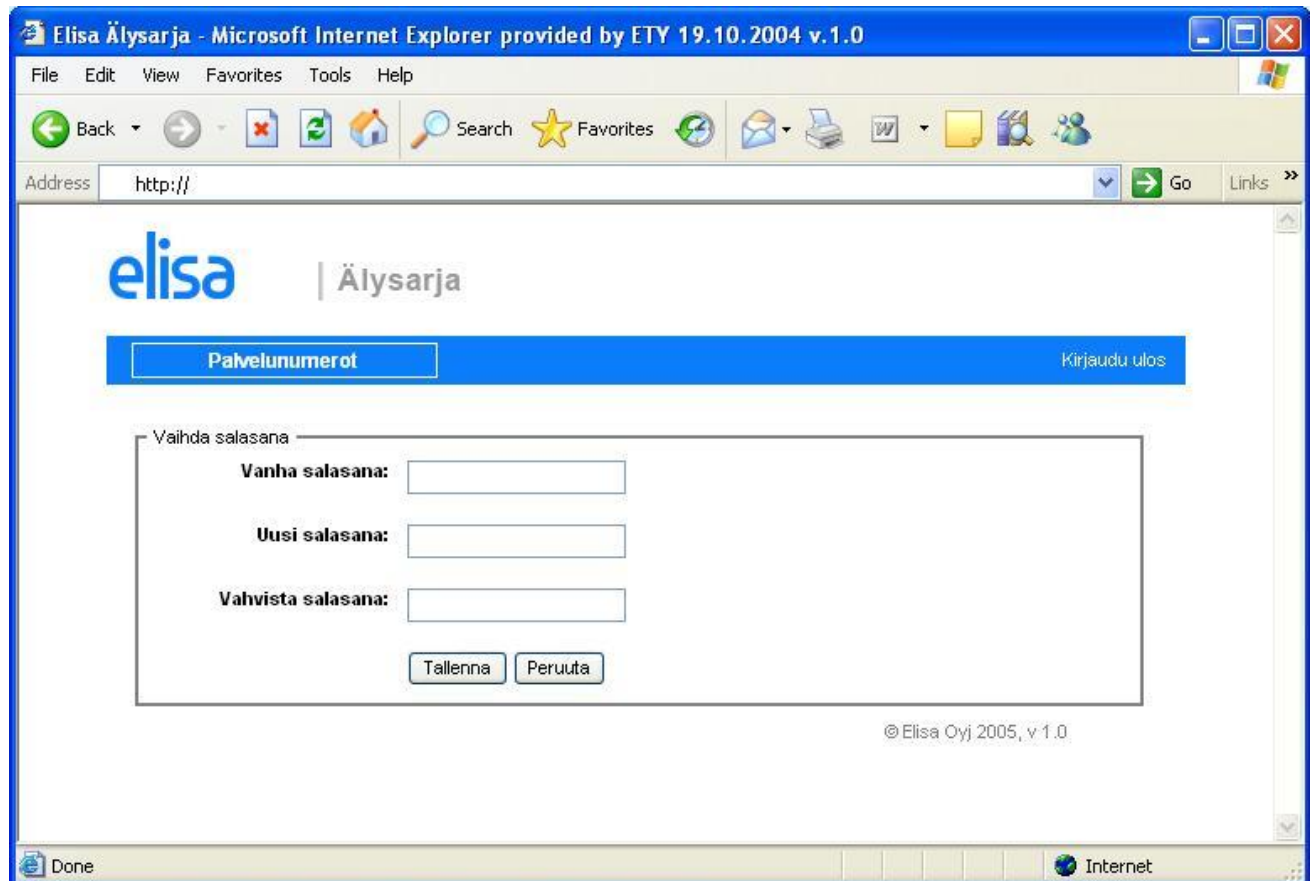 Elisa Älysarja - Microsoft Internet Explorer provided by ETY 19.10.2004 v.1.0
File Edit View Favorites Tools Help
Back Search Favorites W
Address http:// Go Links »
elisa | Älysarja
Palvelunumerot Kirjaudu ulos
Vaihda salasana
Vanha salasana:
Uusi salasana:
Vahvista salasana:
Tallenna Peruuta
© Elisa Oyj 2005, v 1.0
Done Internet